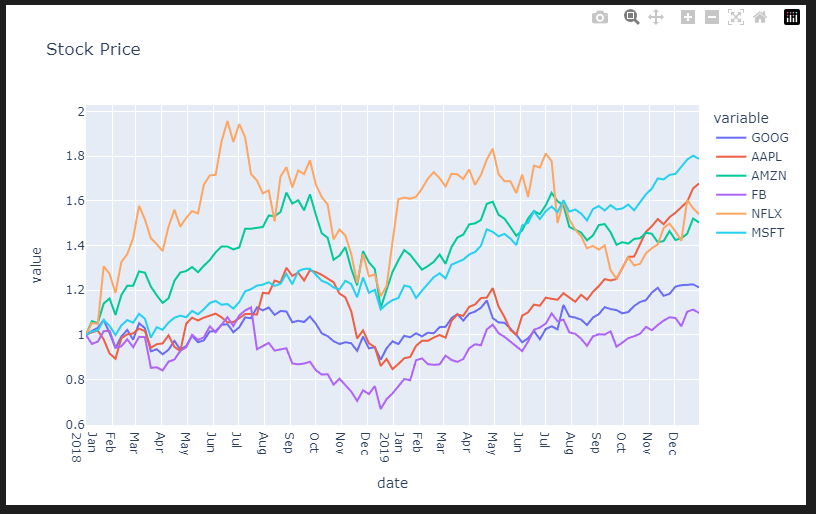 Stock Price
value
2
1.8
1.6
1.4
1.2
1
0.8
0.6
Jan
2018
Feb
Mar
Apr
May
Jun
Jul
Aug
Sep
Oct
Nov
Dec
Jan
2019
Feb
Mar
Apr
May
Jun
Jul
Aug
Sep
Oct
Nov
Dec
date
variable
GOOG
AAPL
AMZN
FB
NFLX
MSFT